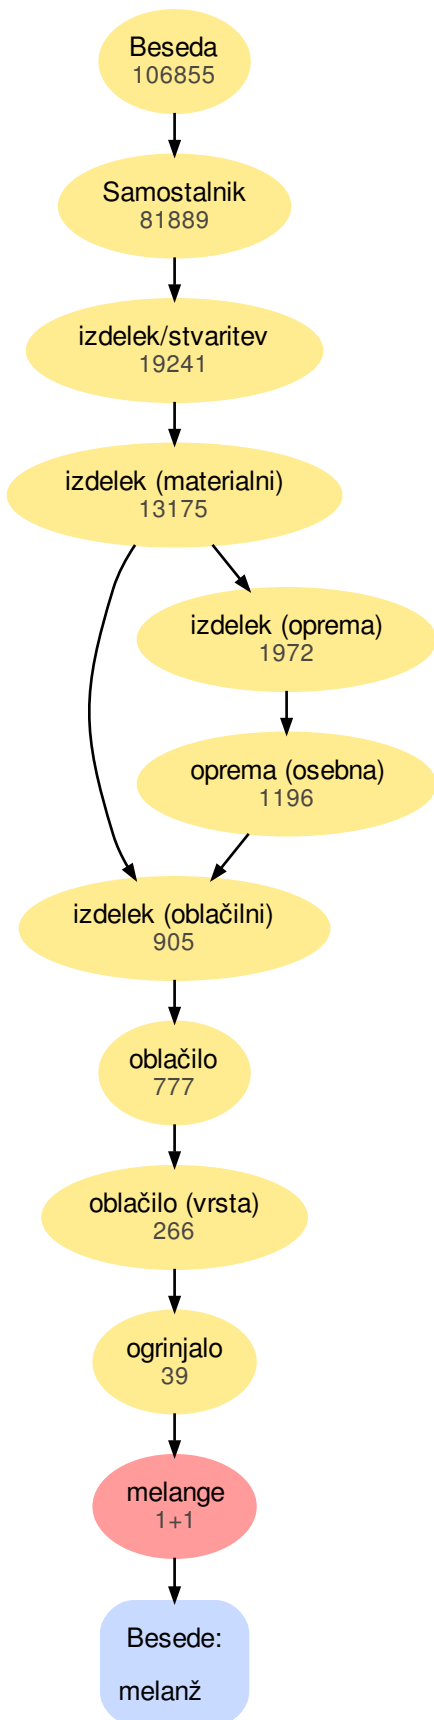 Beseda
106855
Samostalnik
81889
izdelek/stvaritev
19241
izdelek (materialni)
13175
izdelek (oprema)
1972
oprema (osebna)
1196
izdelek (oblačilni)
905
oblačilo
777
oblačilo (vrsta)
266
ogrinjalo
39
melange
1+1
Besede:
melanž